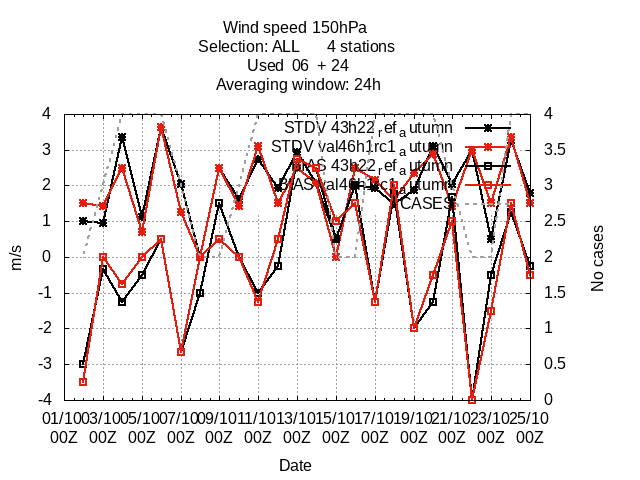 Wind speed 150hPa
Selection: ALL 4 stations
Used 06 + 24
Averaging window: 24h
STDV 43h22_ref_autumn
STDV val46h1rc1_autumn
BIAS 43h22_ref_autumn
BIAS val46h1rc1_autumn
CASES
4 3 2 1 0 -1 -2 -3 -4
4 3.5 3 2.5 2 1.5 1 0.5 0
m/s
No cases
01/10 03/10 05/10 07/10 09/10 11/10 13/10 15/10 17/10 19/10 21/10 23/10 25/10
00Z 00Z 00Z 00Z 00Z 00Z 00Z 00Z 00Z 00Z 00Z 00Z 00Z
Date